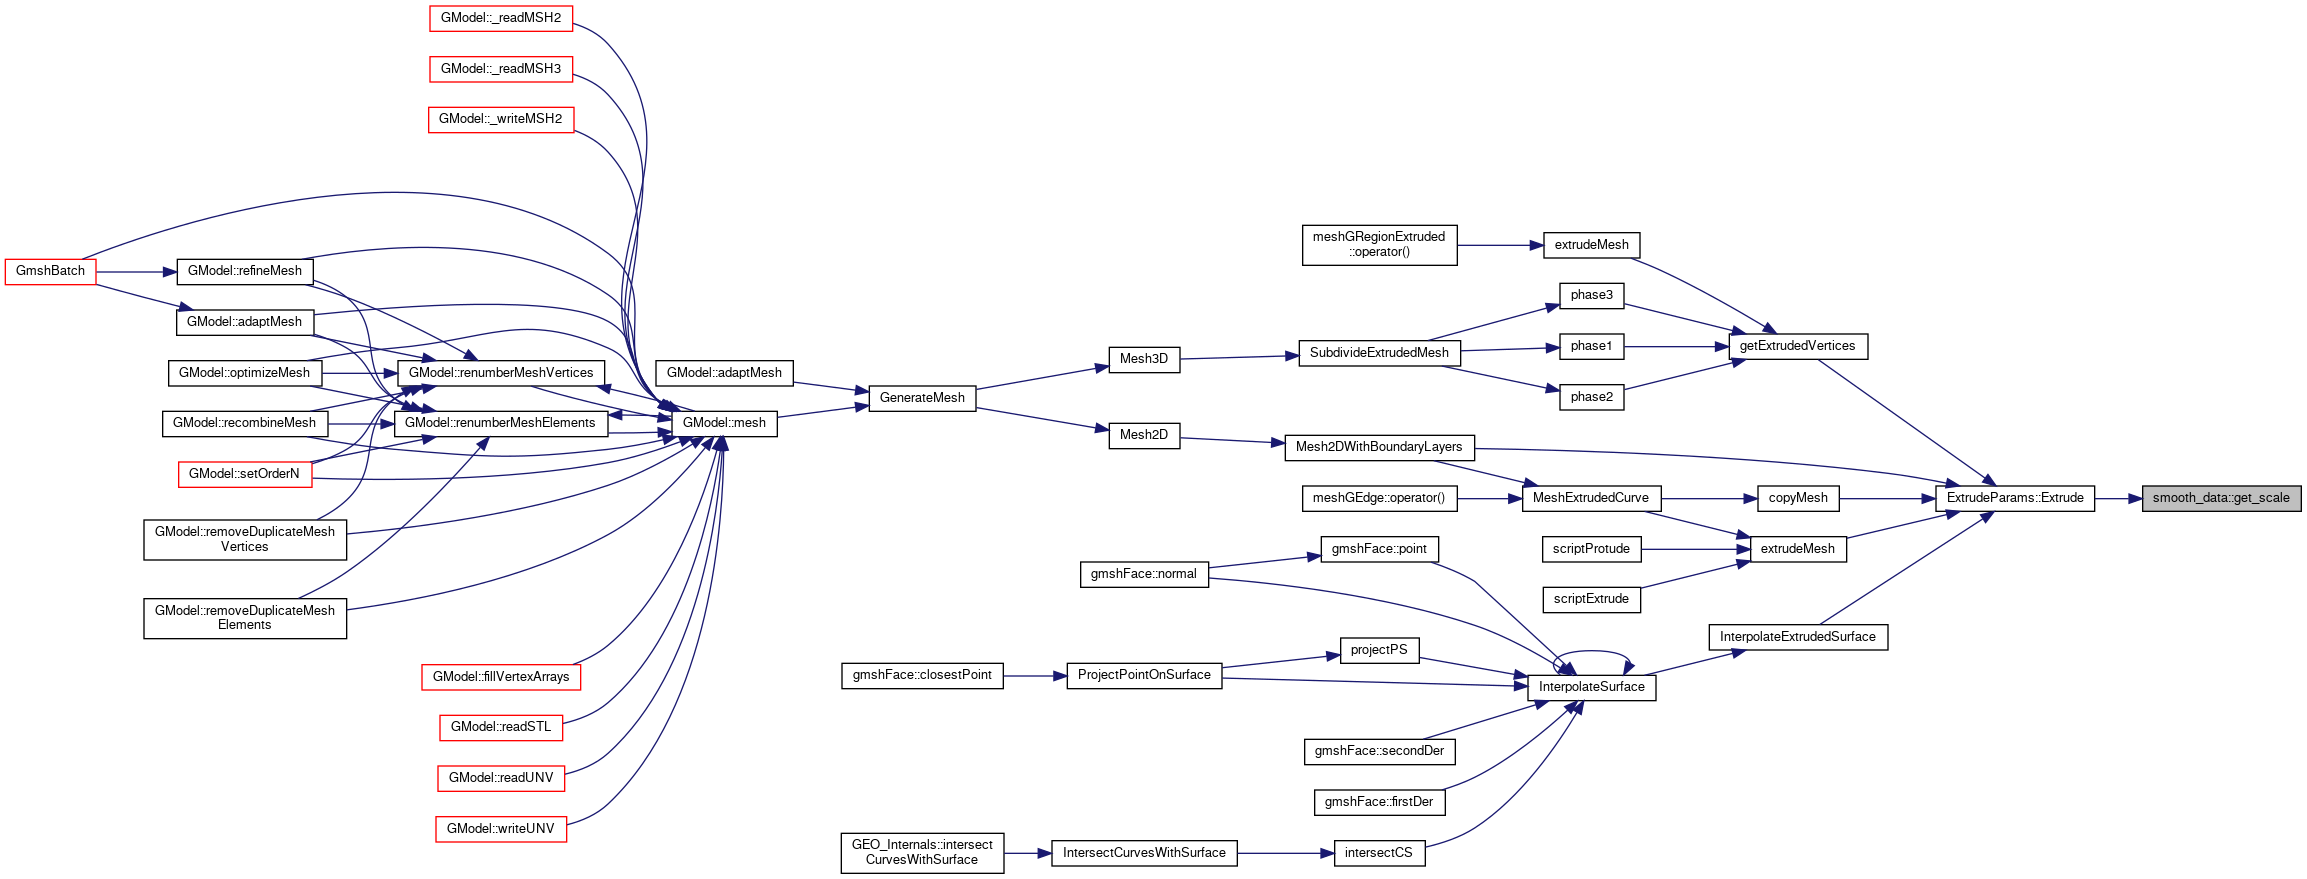 GModel::_readMSH2
GModel::_readMSH3
GModel::_writeMSH2
GmshBatch
GModel::refineMesh
GModel::adaptMesh
GModel::optimizeMesh
GModel::recombineMesh
GModel::setOrderN
GModel::removeDuplicateMesh
Vertices
GModel::removeDuplicateMesh
Elements
GModel::renumberMeshVertices
GModel::renumberMeshElements
GModel::fillVertexArrays
GModel::readSTL
GModel::readUNV
GModel::writeUNV
GModel::adaptMesh
GModel::mesh
GenerateMesh
Mesh3D
Mesh2D
meshGRegionExtruded
::operator()
SubdivideExtrudedMesh
Mesh2DWithBoundaryLayers
meshGEdge::operator()
extrudeMesh
phase3
phase1
phase2
getExtrudedVertices
MeshExtrudedCurve
copyMesh
ExtrudeParams::Extrude
smooth_data::get_scale
scriptProtude
extrudeMesh
scriptExtrude
gmshFace::point
gmshFace::normal
InterpolateExtrudedSurface
projectPS
gmshFace::closestPoint
ProjectPointOnSurface
InterpolateSurface
gmshFace::secondDer
gmshFace::firstDer
GEO_Internals::intersect
CurvesWithSurface
IntersectCurvesWithSurface
intersectCS